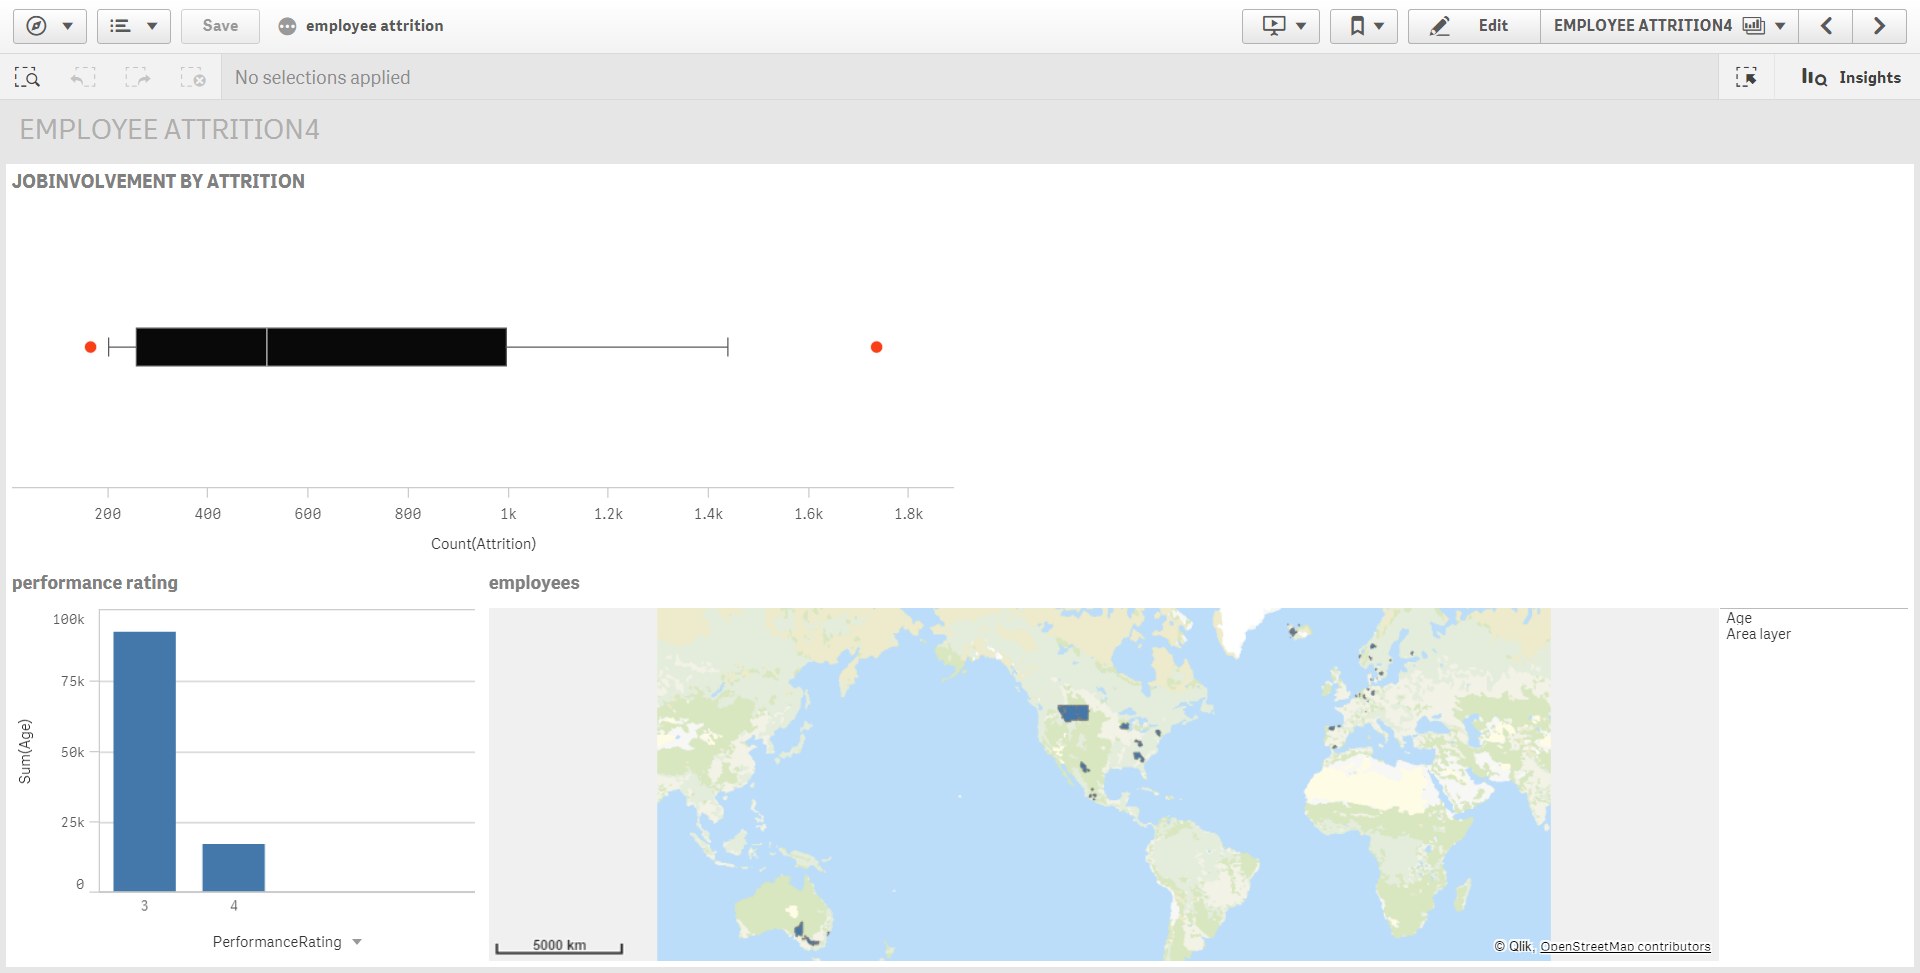 Save
employee attrition
Edit
EMPLOYEE ATTRITION4
No selections applied
Insights
EMPLOYEE ATTRITION4
JOBINVOLVEMENT BY ATTRITION
200 400 600 800 1k 1.2k 1.4k 1.6k 1.8k
Count(Attrition)
performance rating
100k
75k
50k
25k
0
Sum(Age)
3 4
PerformanceRating
employees
5000 km
© Qlik, OpenStreetMap contributors
Age
Area layer